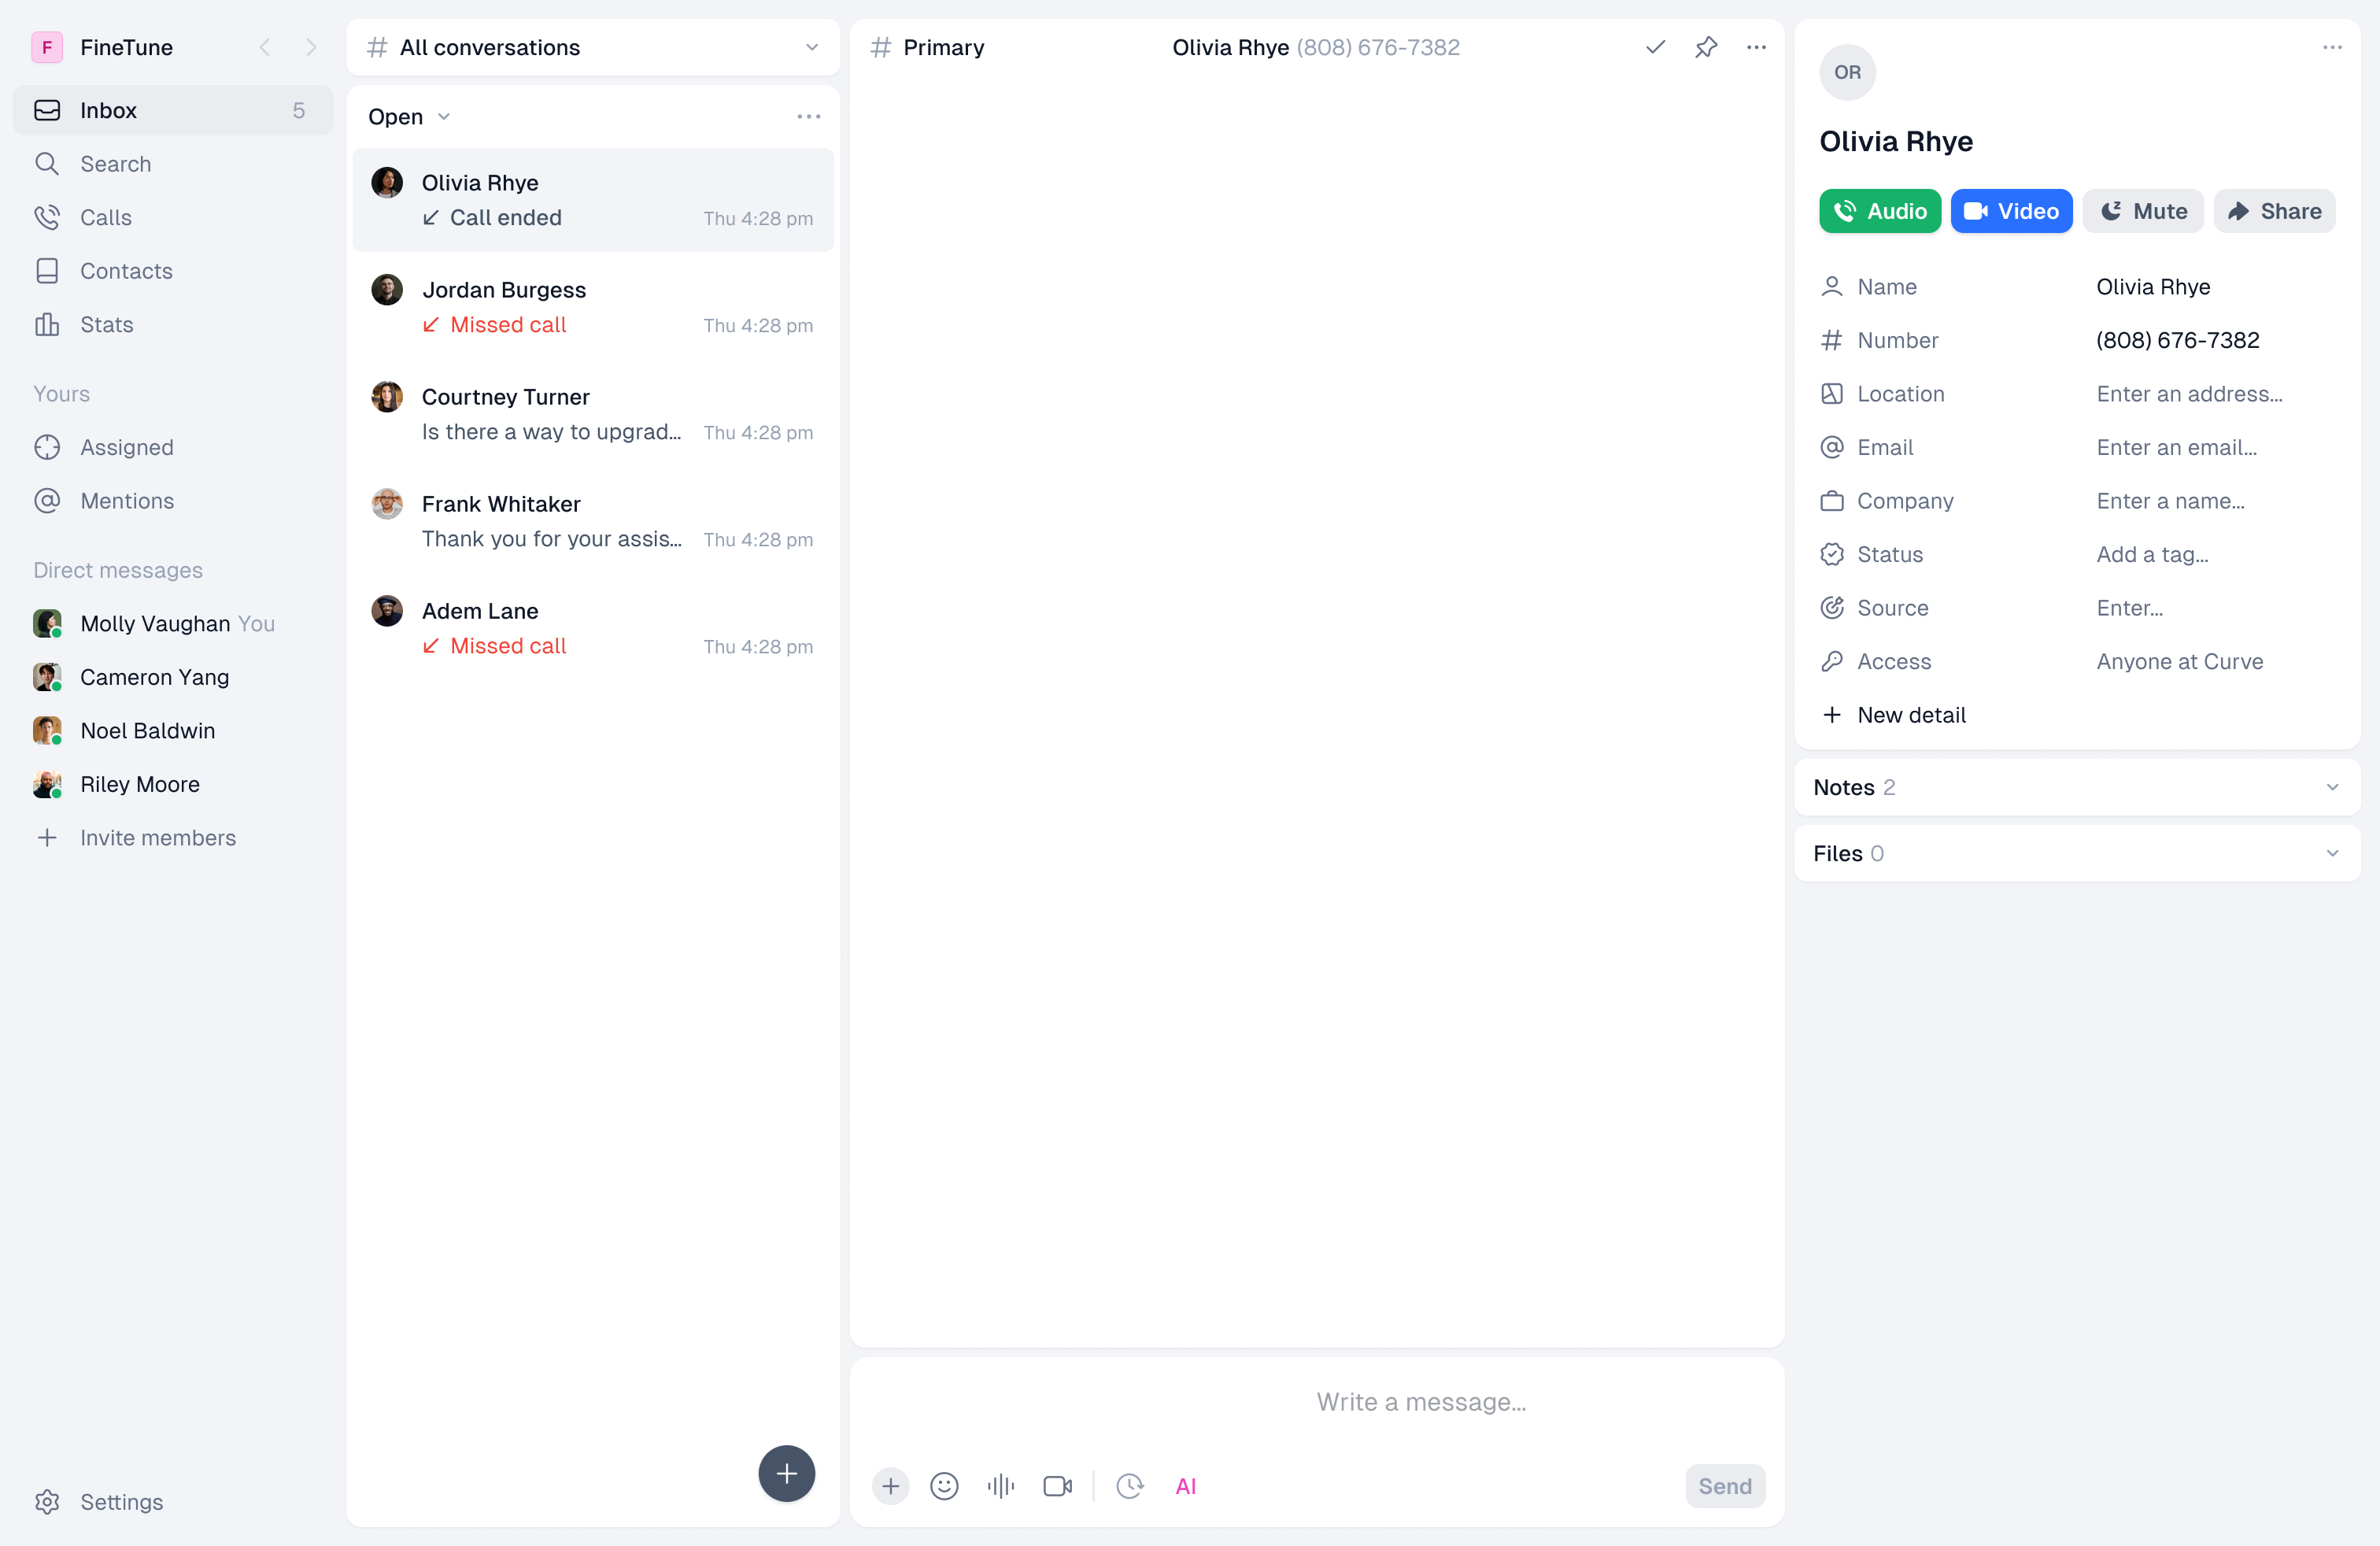 F FineTune
Inbox 5
Search
Calls
Contacts
Stats
Yours
Assigned
Mentions
Direct messages
Molly Vaughan You
Cameron Yang
Noel Baldwin
Riley Moore
Invite members
Settings
All conversations
Open
Olivia Rhye
Call ended Thu 4:28 pm
Jordan Burgess
Missed call Thu 4:28 pm
Courtney Turner
Is there a way to upgrad... Thu 4:28 pm
Frank Whitaker
Thank you for your assis... Thu 4:28 pm
Adem Lane
Missed call Thu 4:28 pm
# Primary Olivia Rhye (808) 676-7382
Write a message...
AI Send
OR
Olivia Rhye
Audio Video Mute Share
Name Olivia Rhye
Number (808) 676-7382
Location Enter an address...
Email Enter an email...
Company Enter a name...
Status Add a tag...
Source Enter...
Access Anyone at Curve
New detail
Notes 2
Files 0